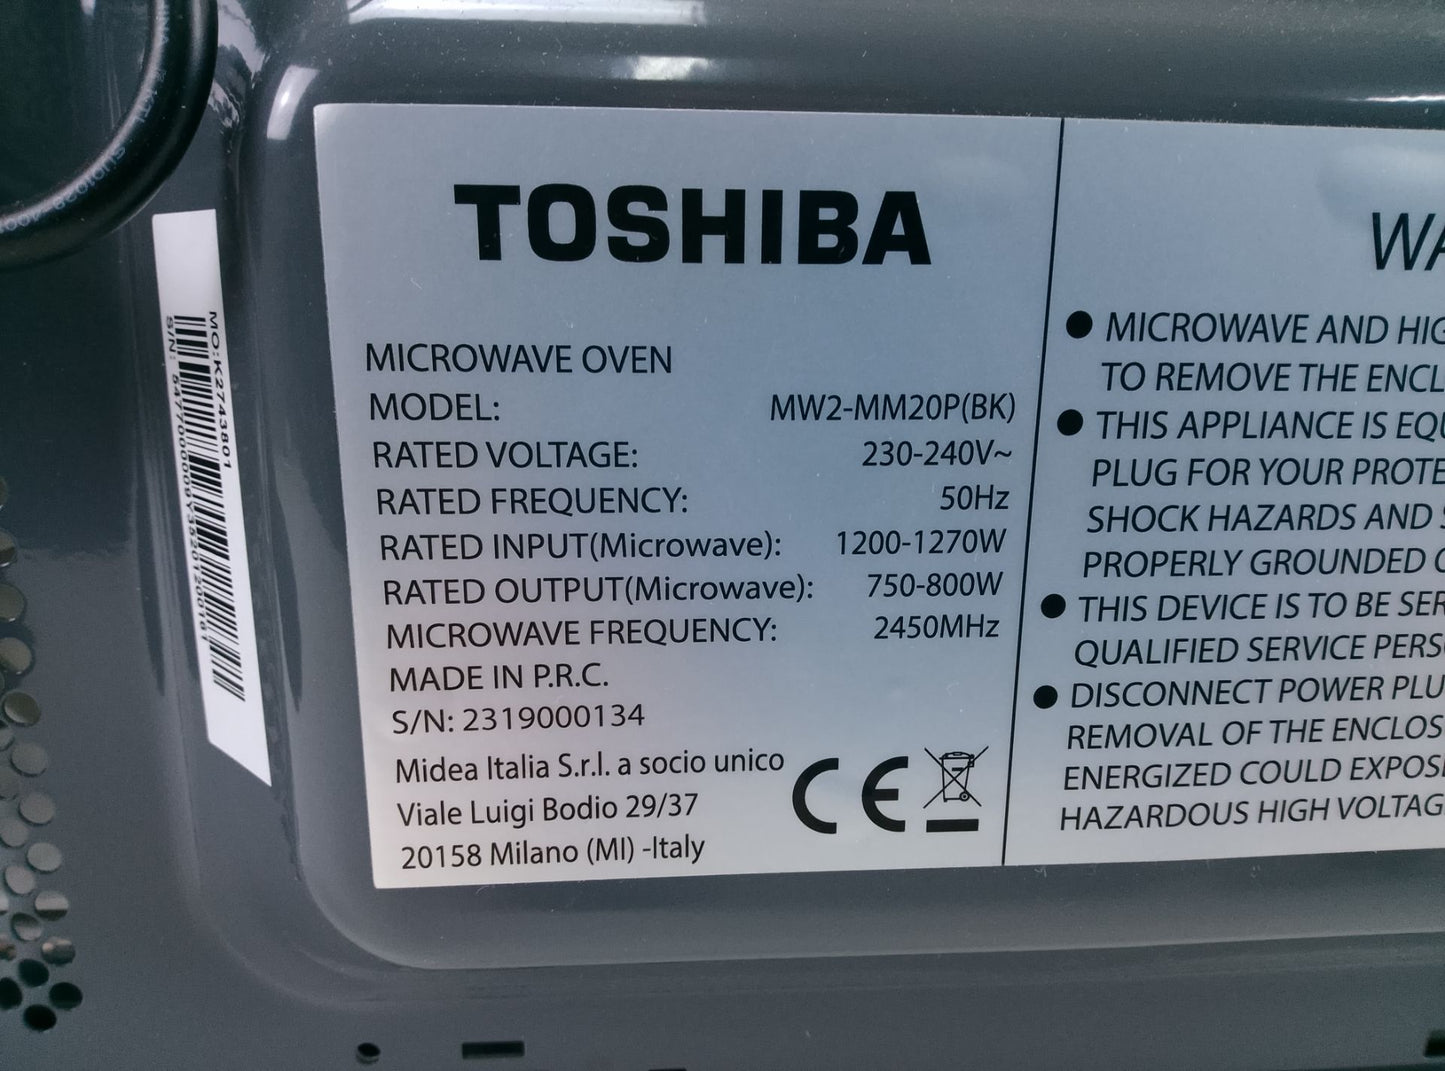 TOSHIBA
MICROWAVE OVEN
MODEL: MW2-MM20P(BK)
RATED VOLTAGE: 230-240V~
RATED FREQUENCY: 50Hz
RATED INPUT(Microwave): 1200-1270W
RATED OUTPUT(Microwave): 750-800W
MICROWAVE FREQUENCY: 2450MHz
MADE IN P.R.C.
S/N: 2319000134
Midea Italia S.r.l. a socio unico
Viale Luigi Bodio 29/37
20158 Milano (MI) -Italy
CE
WA
● MICROWAVE AND HIG
TO REMOVE THE ENCL
● THIS APPLIANCE IS EQU
PLUG FOR YOUR PROTE
SHOCK HAZARDS AND
PROPERLY GROUNDED
● THIS DEVICE IS TO BE SER
QUALIFIED SERVICE PERS
● DISCONNECT POWER PLU
REMOVAL OF THE ENCLOS
ENERGIZED COULD EXPOS
HAZARDOUS HIGH VOLTAG
MO:K27443801
S/N: